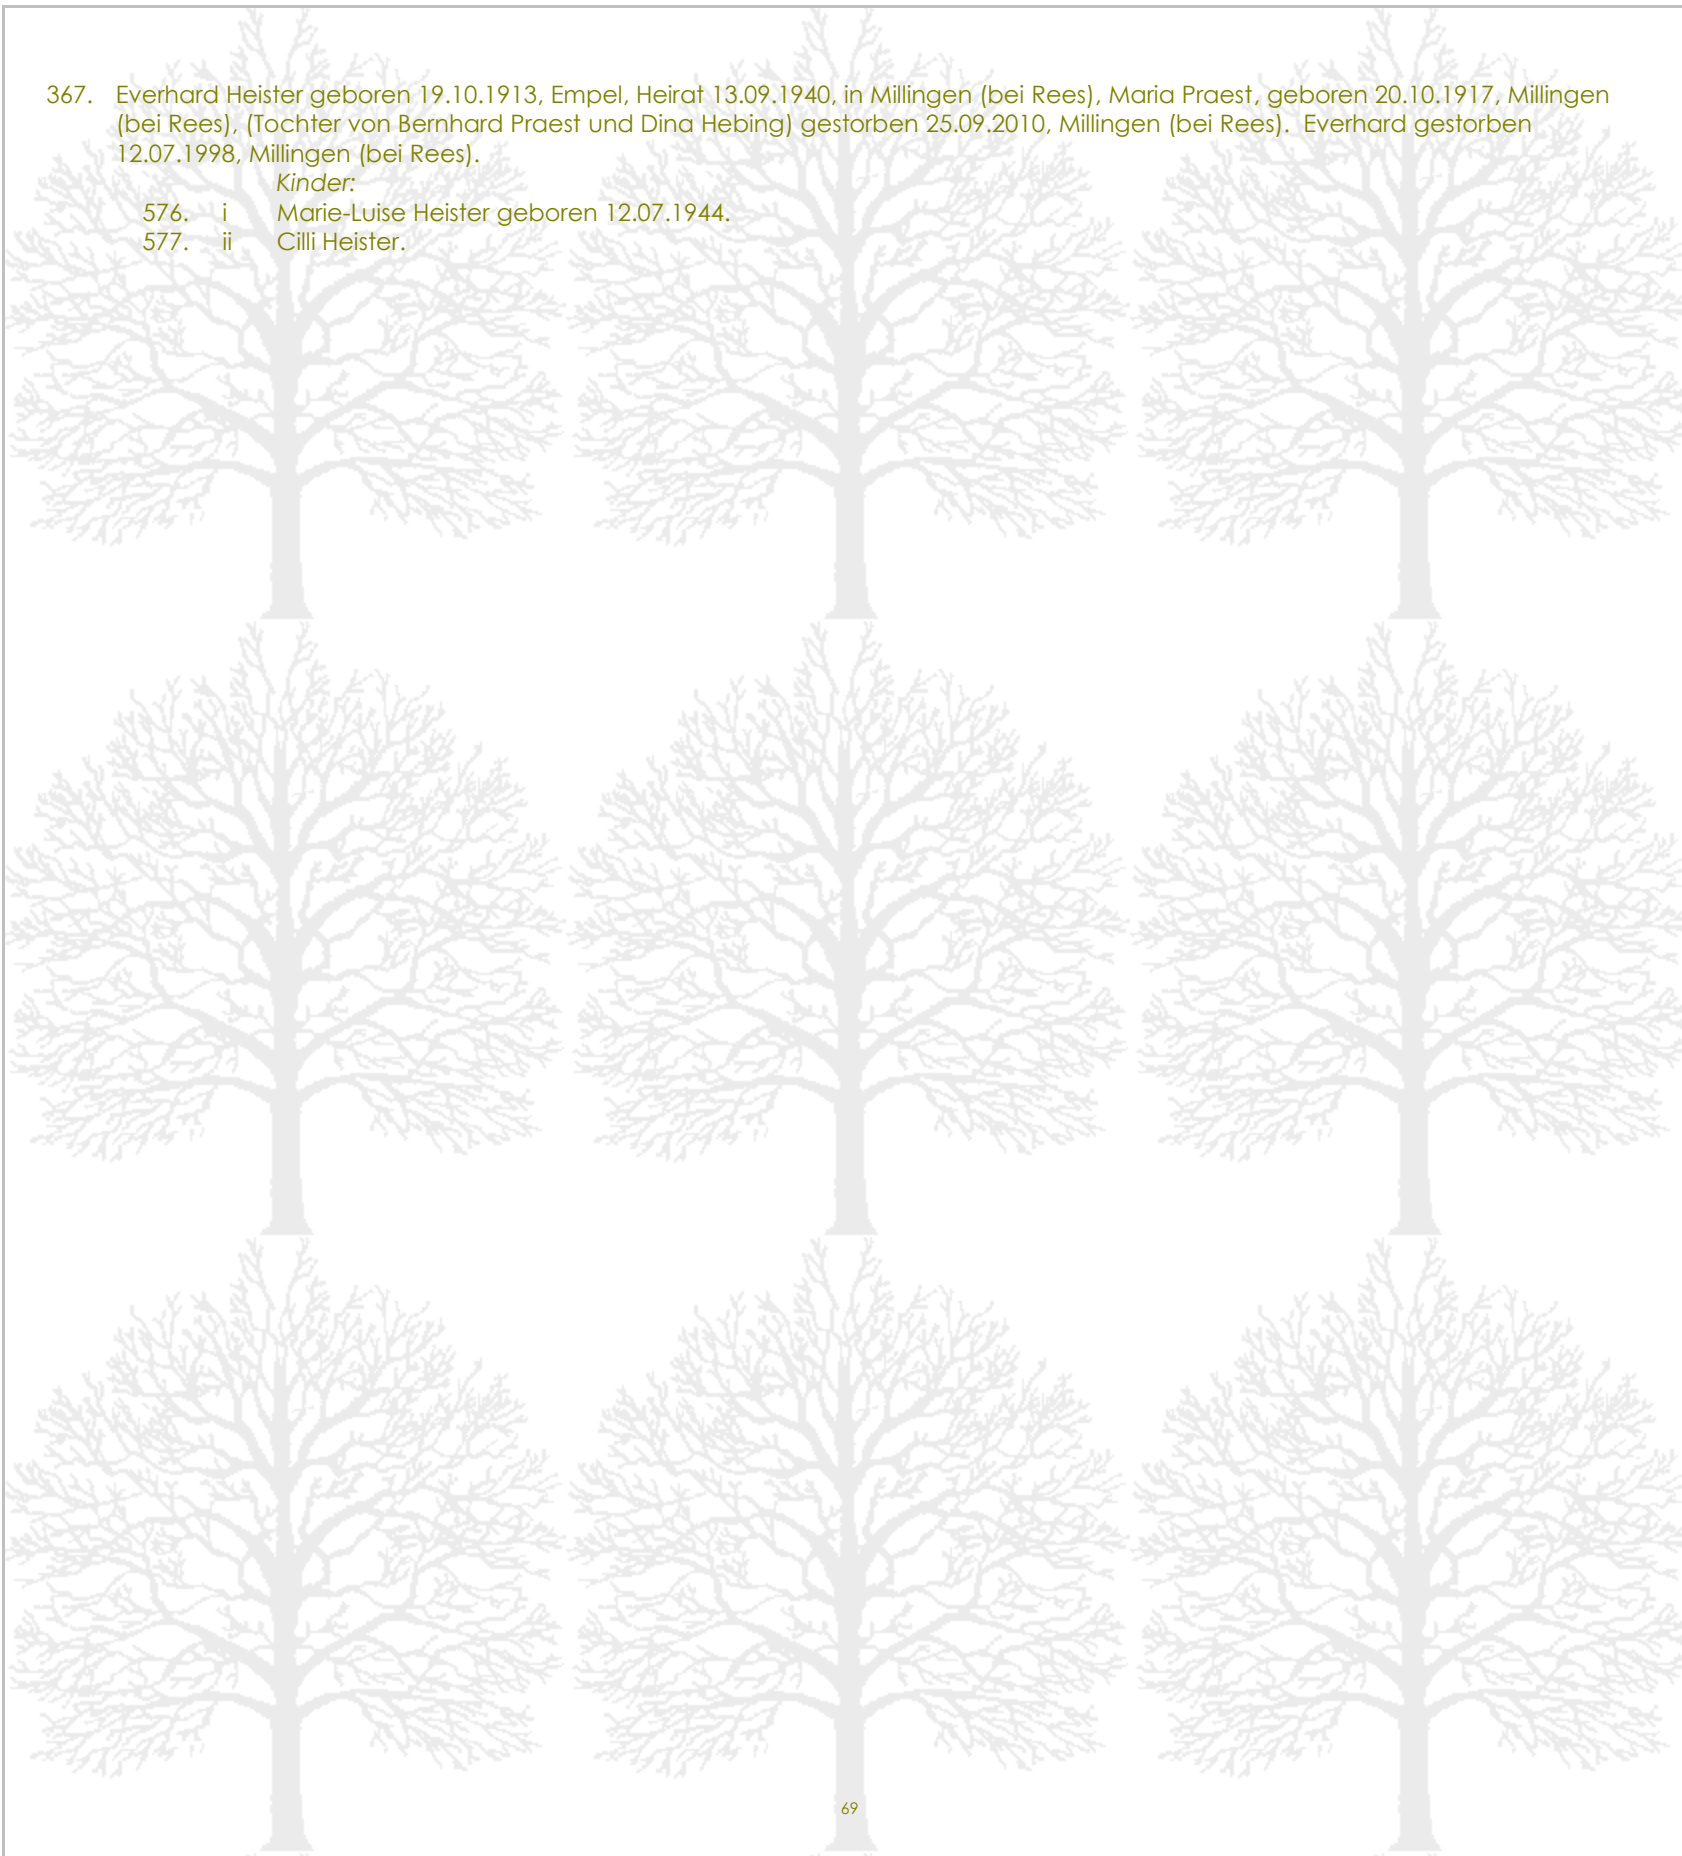 367. Everhard Heister geboren 19.10.1913, Empel, Heirat 13.09.1940, in Millingen (bei Rees), Maria Praest, geboren 20.10.1917, Millingen
(bei Rees), (Tochter von Bernhard Praest und Dina Hebing) gestorben 25.09.2010, Millingen (bei Rees).  Everhard gestorben
12.07.1998, Millingen (bei Rees).
Kinder:
576. i Marie-Luise Heister geboren 12.07.1944.
577. ii Cilli Heister.
69